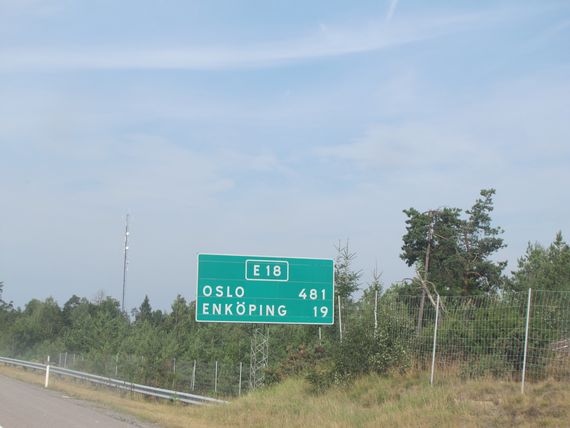 E 18
OSLO 481
ENKÖPING 19